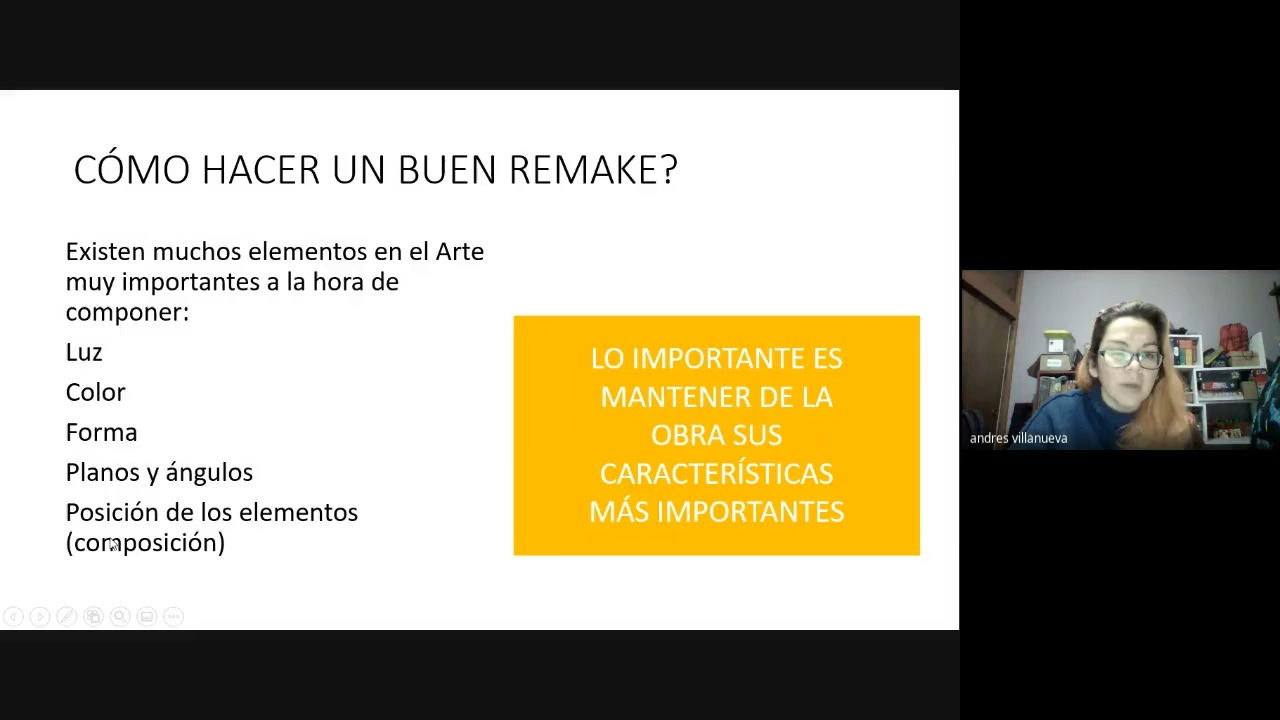 CÓMO HACER UN BUEN REMAKE?
Existen muchos elementos en el Arte
muy importantes a la hora de
componer:
Luz
Color
Forma
Planos y ángulos
Posición de los elementos
(composición)
LO IMPORTANTE ES
MANTENER DE LA
OBRA SUS
CARACTERÍSTICAS
MÁS IMPORTANTES
andres villanueva